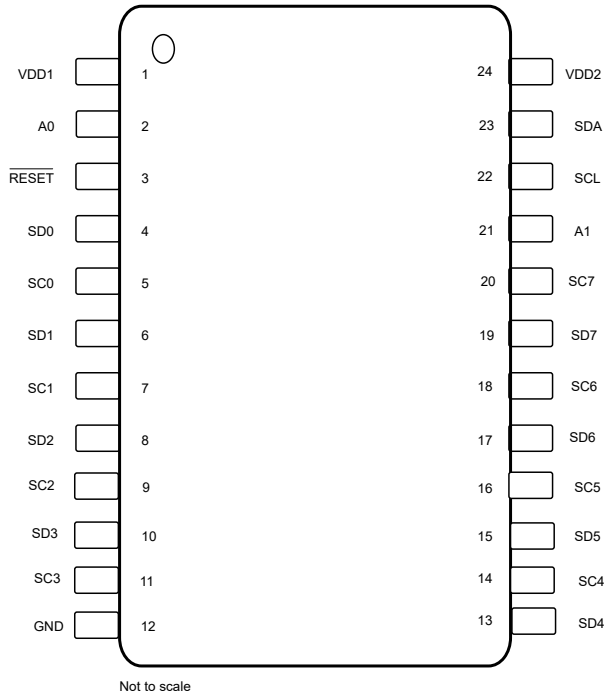 VDD1 1 24 VDD2
A0 2 23 SDA
RESET 3 22 SCL
SD0 4 21 A1
SC0 5 20 SC7
SD1 6 19 SD7
SC1 7 18 SC6
SD2 8 17 SD6
SC2 9 16 SC5
SD3 10 15 SD5
SC3 11 14 SC4
GND 12 13 SD4
Not to scale